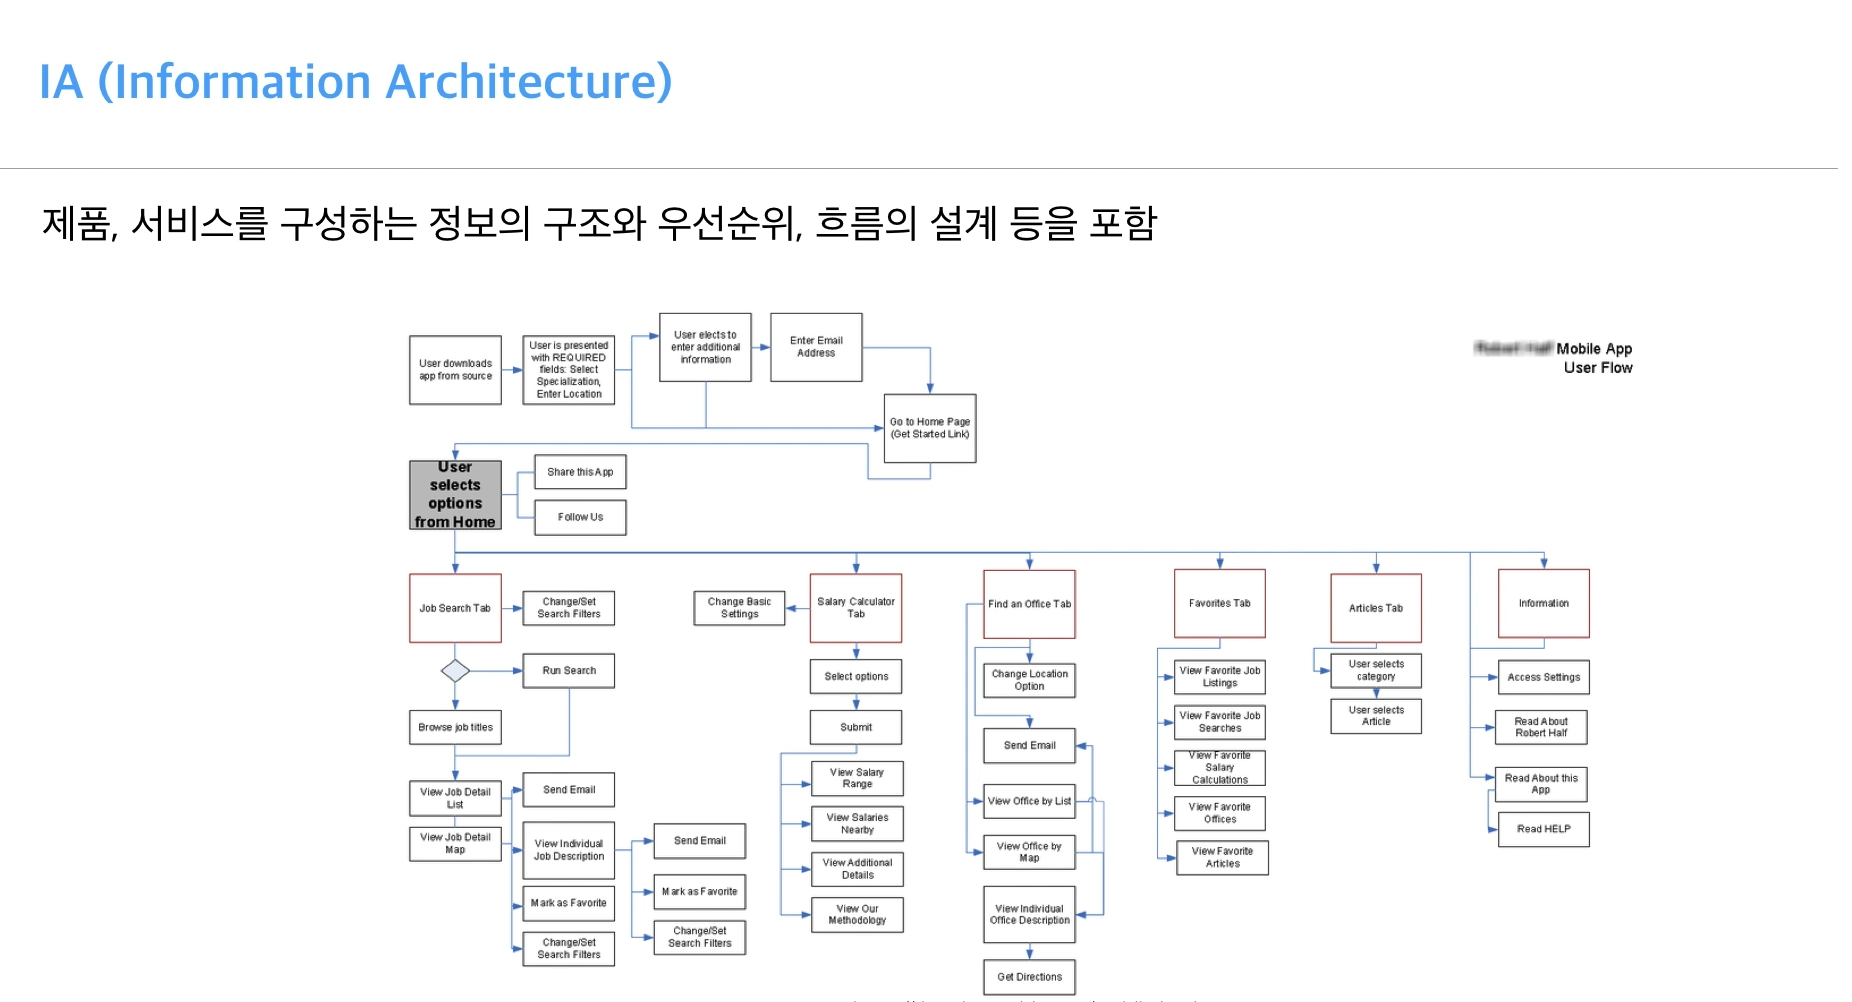 IA (Information Architecture)
제품, 서비스를 구성하는 정보의 구조와 우선순위, 흐름의 설계 등을 포함
Mobile App
User Flow
User downloads
app from source
User is presented
with REQUIRED
fields: Select
Specialization,
Enter Location
User elects to
enter additional
information
Enter Email
Address
Go to Home Page
(Get Started Link)
User
selects
options
from Home
Share this App
Follow Us
Job Search Tab
Change/Set
Search Filters
Run Search
Browse job titles
View Job Detail
List
View Job Detail
Map
Send Email
View Individual
Job Description
Mark as Favorite
Change/Set
Search Filters
Send Email
Mark as Favorite
Change/Set
Search Filters
Change Basic
Settings
Salary Calculator
Tab
Select options
Submit
View Salary
Range
View Salaries
Nearby
View Additional
Details
View Our
Methodology
Find an Office Tab
Change Location
Option
Send Email
View Office by List
View Office by
Map
View Individual
Office Description
Get Directions
Favorites Tab
View Favorite Job
Listings
View Favorite Job
Searches
View Favorite
Salary
Calculations
View Favorite
Offices
View Favorite
Articles
Articles Tab
User selects
category
User selects
Article
Information
Access Settings
Read About
Robert Half
Read About this
App
Read HELP